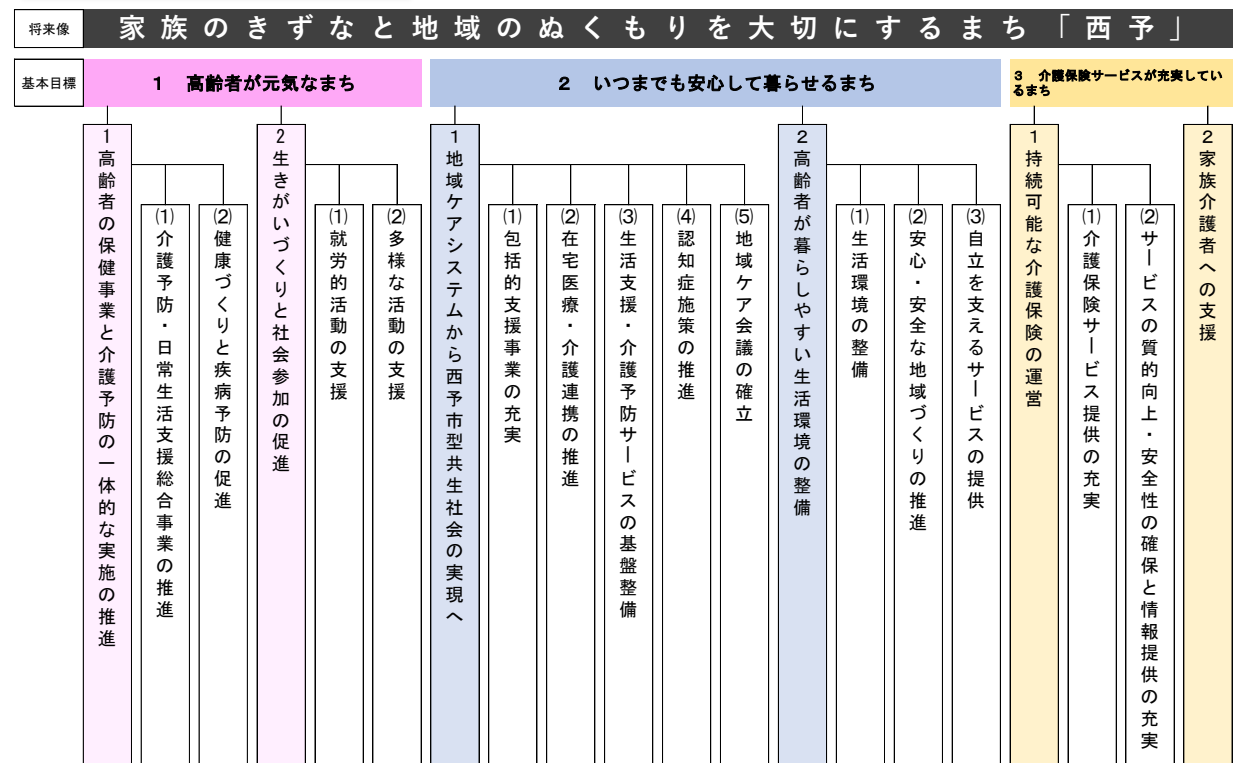 将来像
家族のきずなと地域のぬくもりを大切にするまち「西予」
基本目標
1 高齢者が元気なまち
2 いつまでも安心して暮らせるまち
3 介護保険サービスが充実してい
るまち
1高齢者の保健事業と介護予防の一体的な実施の推進
(1)介護予防・日常生活支援総合事業の推進
(2)健康づくりと疾病予防の促進
2生きがいづくりと社会参加の促進
(1)就労的活動の支援
(2)多様な活動の支援
1地域ケアシステムから西予市型共生社会の実現へ
(1)包括的支援事業の充実
(2)在宅医療・介護連携の推進
(3)生活支援・介護予防サービスの基盤整備
(4)認知症施策の推進
(5)地域ケア会議の確立
2高齢者が暮らしやすい生活環境の整備
(1)生活環境の整備
(2)安心・安全な地域づくりの推進
(3)自立を支えるサービスの提供
1持続可能な介護保険の運営
(1)介護保険サービス提供の充実
(2)サービスの質的向上・安全性の確保と情報提供の充実
2家族介護者への支援